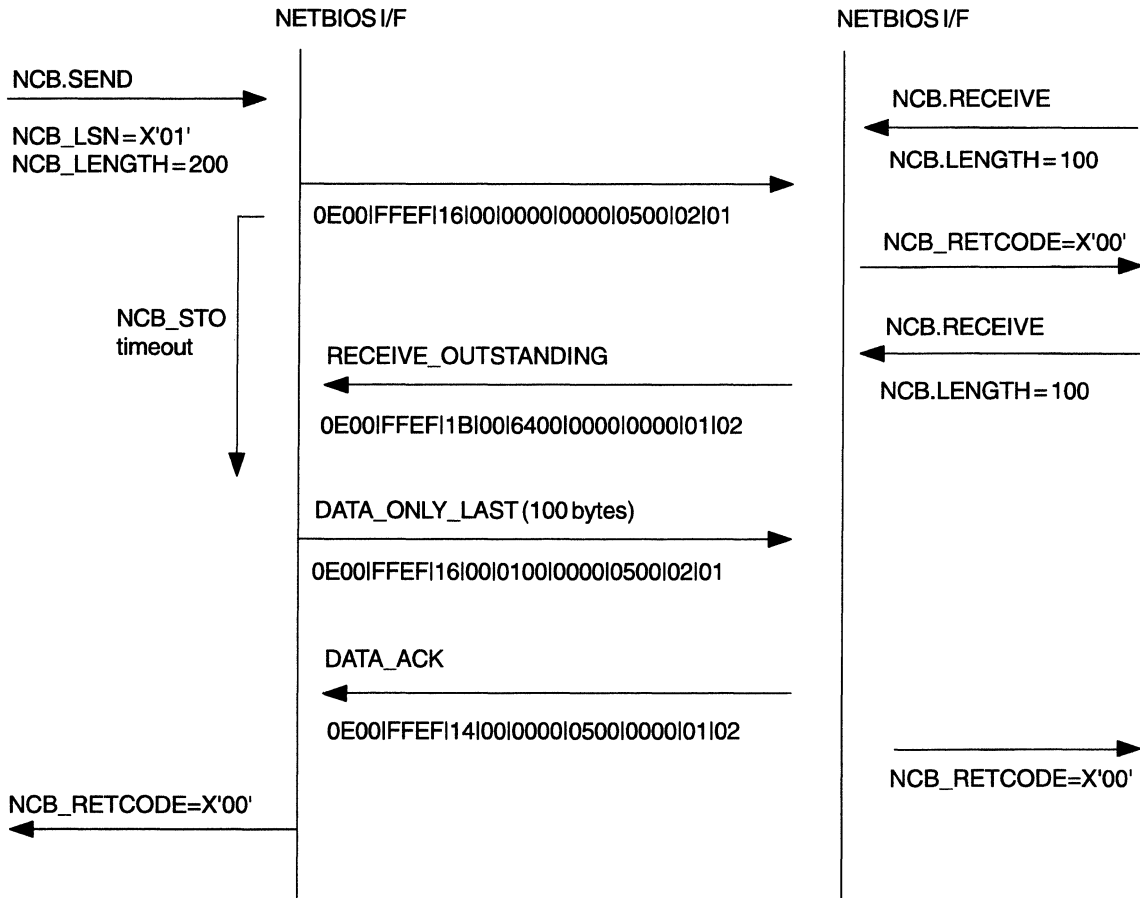 NETBIOS I/F
NETBIOS I/F
NCB.SEND
NCB.RECEIVE
NCB_LSN=X'01'
NCB_LENGTH=200
NCB.LENGTH=100
0E00|FFEF|16|00|0000|0000|0500|02|01
NCB_RETCODE=X'00'
NCB_STO
timeout
NCB.RECEIVE
RECEIVE_OUTSTANDING
NCB.LENGTH=100
0E00|FFEF|1B|00|6400|0000|0000|01|02
DATA_ONLY_LAST (100 bytes)
0E00|FFEF|16|00|0100|0000|0500|02|01
DATA_ACK
0E00|FFEF|14|00|0000|0500|0000|01|02
NCB_RETCODE=X'00'
NCB_RETCODE=X'00'